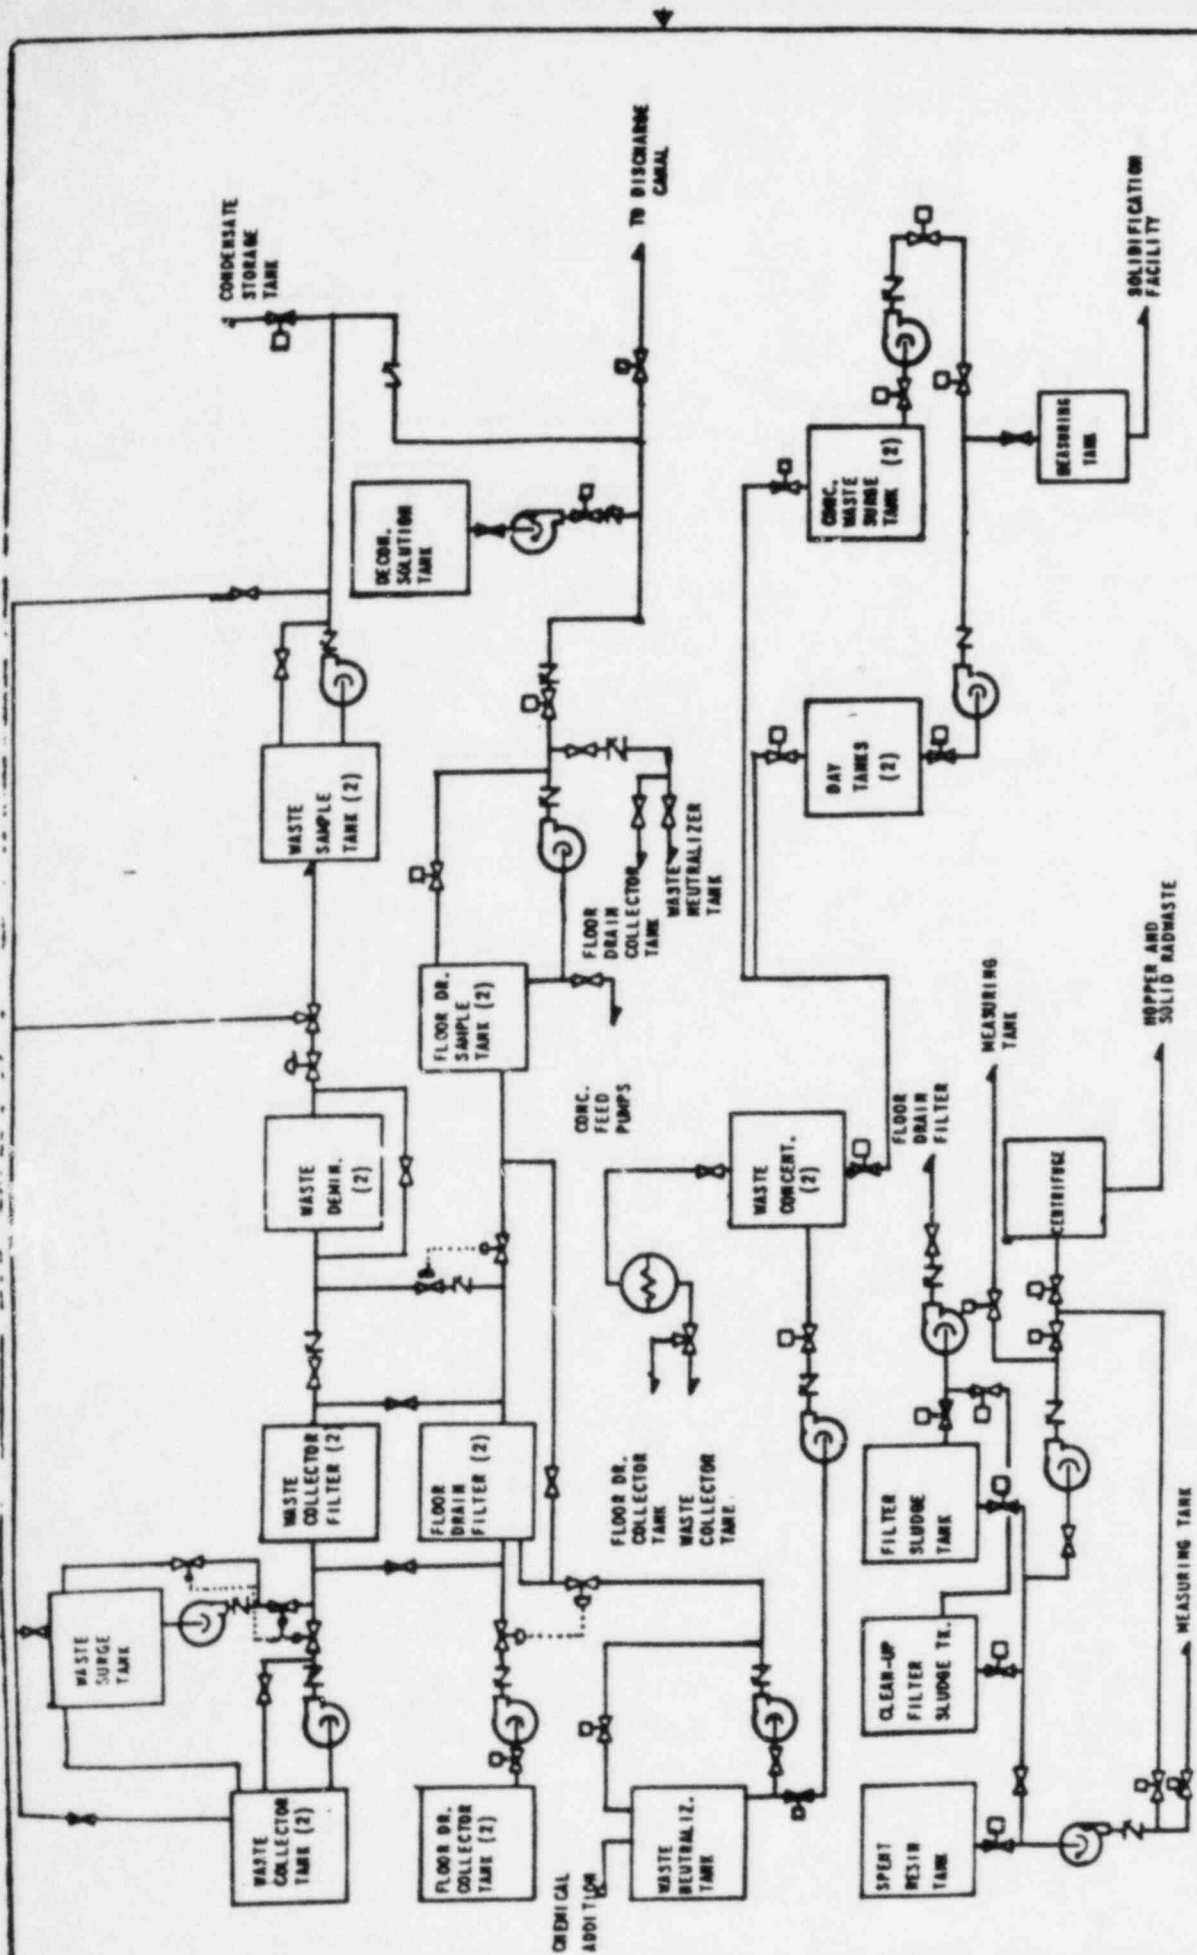 CONDENSATE
STORAGE
TANK
TO DISCHARGE
CANAL
DECON.
SOLUTION
TANK
CONC.
WASTE
SURGE
TANK (2)
MEASURING
TANK
SOLIDIFICATION
FACILITY
WASTE
SAMPLE
TANK (2)
FLOOR DR.
SAMPLE
TANK (2)
FLOOR
DRAIN
COLLECTOR
TANK
WASTE
NEUTRALIZER
TANK
DAY
TANKS
(2)
WASTE
DEMIN.
(2)
CONC.
FEED
PUMPS
WASTE
CONCENT.
(2)
FLOOR
DRAIN
FILTER
MEASURING
TANK
CENTRIFUGE
HOPPER AND
SOLID RADWASTE
WASTE
COLLECTOR
FILTER (2)
FLOOR
DRAIN
FILTER (2)
FLOOR DR.
COLLECTOR
TANK
WASTE
COLLECTOR
TANK
FILTER
SLUDGE
TANK
WASTE
SURGE
TANK
CLEAN-UP
FILTER
SLUDGE TK.
MEASURING TANK
WASTE
COLLECTOR
TANK (2)
FLOOR DR.
COLLECTOR
TANK (2)
CHEMICAL
ADDITION
WASTE
NEUTRALIZ.
TANK
SPENT
RESIN
TANK